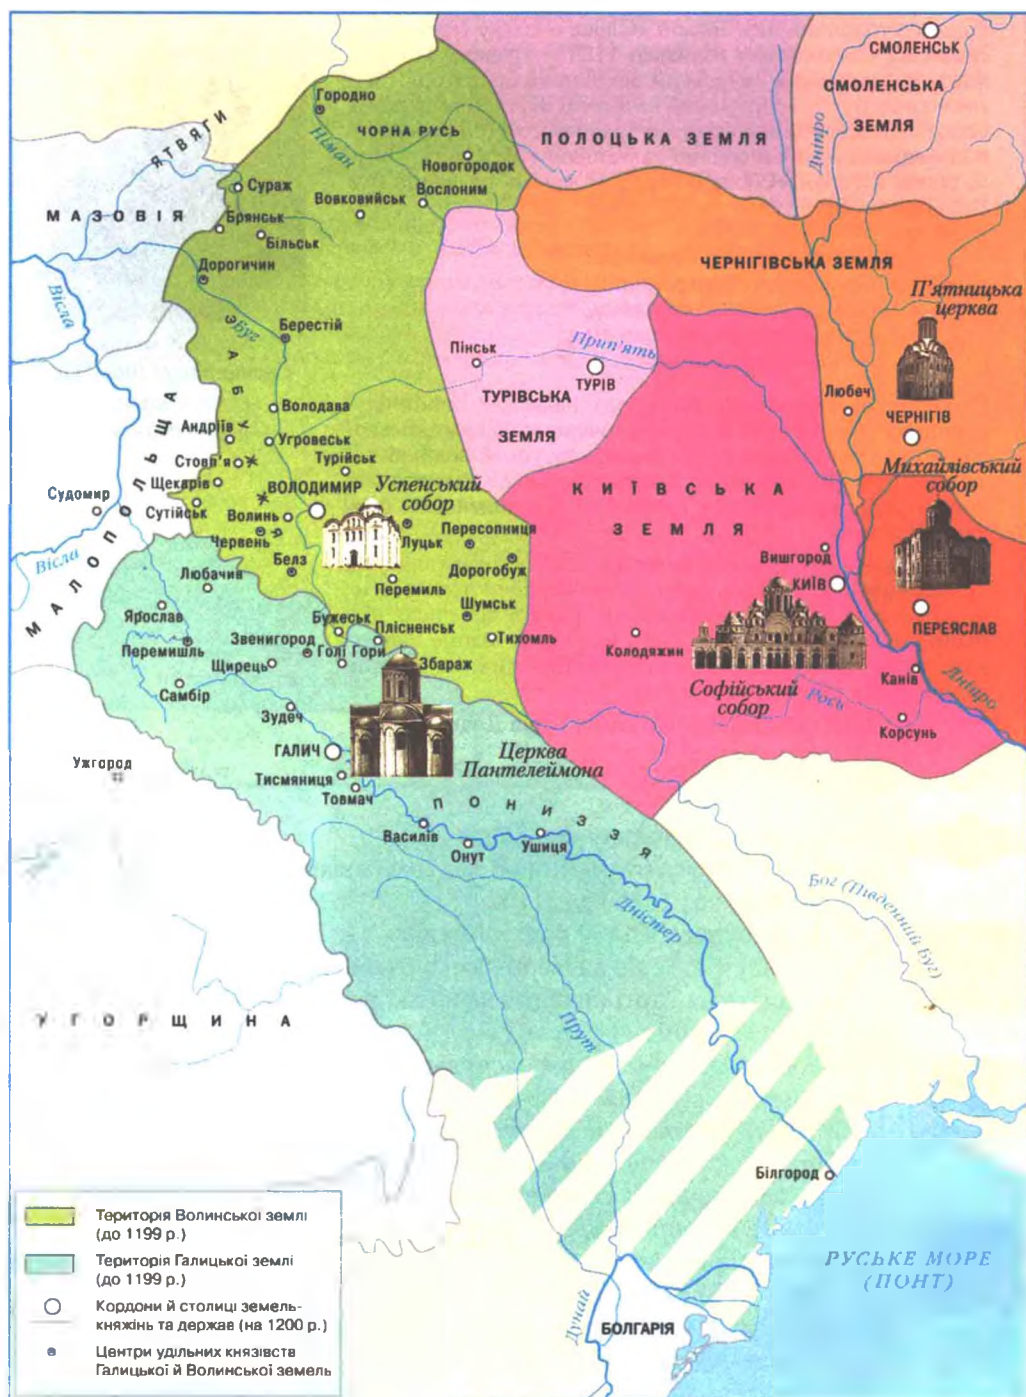 СМОЛЕНСЬК
СМОЛЕНСЬКА
ЗЕМЛЯ
Дніпро
ПОЛОЦЬКА ЗЕМЛЯ
Городно
ЧОРНА РУСЬ
Німан
Новогородок
Вослоним
Вовковийськ
ЯТВЯГИ
Сураж
МАЗОВІЯ
Брянськ
Більськ
Дорогичин
ЧЕРНІГІВСЬКА ЗЕМЛЯ
П'ятницька
церква
Вісла
Буг
ЗАБУЖЖЯ
Берестій
Пінськ
Прип'ять
ТУРІВ
ТУРІВСЬКА
ЗЕМЛЯ
Любеч
ЧЕРНІГІВ
Володава
Андріїв
Угровеськ
Стовп'я
Турійськ
Щекарів
Судомир
Сутійськ
ВОЛОДИМИР
Успенський
собор
Волинь
Червень
Луцьк
Пересопниця
Белз
Дорогобуж
Перемиль
Шумськ
Тихомль
КИЇВСЬКА
ЗЕМЛЯ
Михайлівський
собор
Вишгород
КИЇВ
ПЕРЕЯСЛАВ
Колодяжин
Софійський
собор
Канів
Рось
Дніпро
Корсунь
Вісла
МАЛОПОЛЬЩА
Любачив
Ярослав
Бужеськ
Плісненськ
Перемишль
Звенигород
Голі Гори
Збараж
Щирець
Самбір
Зудеч
ГАЛИЧ
Церква
Пантелеймона
Ужгород
Тисмяниця
Товмач
ПОНИЗЗЯ
Василів
Онут
Ушиця
Бог (Південний Буг)
Дністер
Прут
УГОРЩИНА
Білгород
РУСЬКЕ МОРЕ
(ПОНТ)
Дунай
БОЛГАРІЯ
Територія Волинської землі
(до 1199 р.)
Територія Галицької землі
(до 1199 р.)
Кордони й столиці земель-
княжінь та держав (на 1200 р.)
Центри удільних князівств
Галицької й Волинської земель